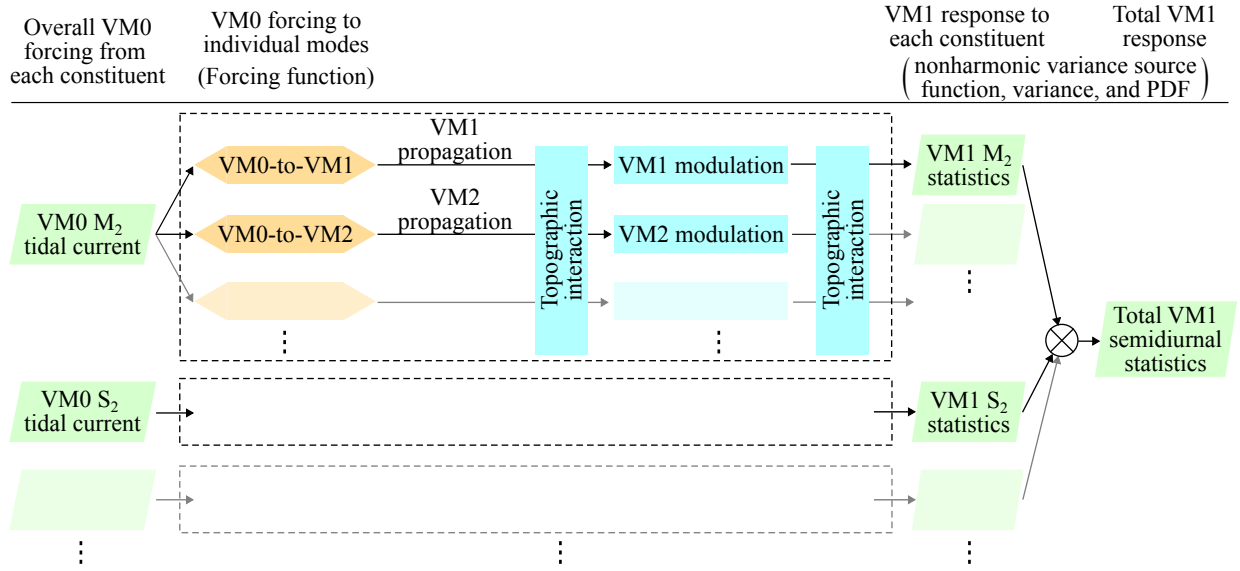 Overall VM0
forcing from
each constituent
VM0 forcing to
individual modes
(Forcing function)
VM1 response to
each constituent
Total VM1
response
(nonharmonic variance source
function, variance, and PDF)
VM0 M₂
tidal current
VM0-to-VM1
VM1
propagation
VM0-to-VM2
VM2
propagation
Topographic
interaction
VM1 modulation
VM2 modulation
Topographic
interaction
VM1 M₂
statistics
Total VM1
semidiurnal
statistics
VM0 S₂
tidal current
VM1 S₂
statistics